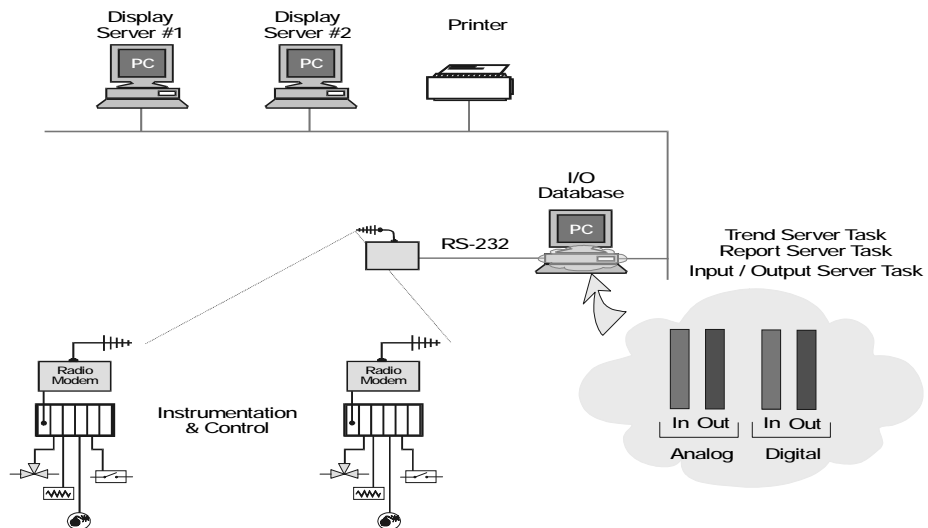 Display
Server #1
Display
Server #2
Printer
PC
PC
I/O
Database
PC
RS-232
Trend Server Task
Report Server Task
Input / Output Server Task
Radio
Modem
Radio
Modem
Instrumentation
& Control
In Out
In Out
Analog
Digital